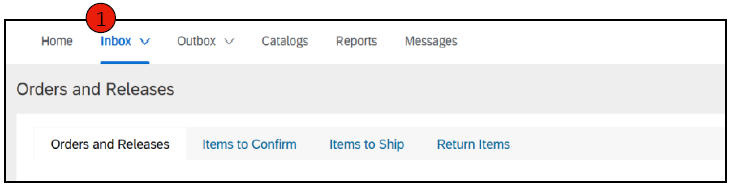 1
Home Inbox Outbox Catalogs Reports Messages
Orders and Releases
Orders and Releases Items to Confirm Items to Ship Return Items